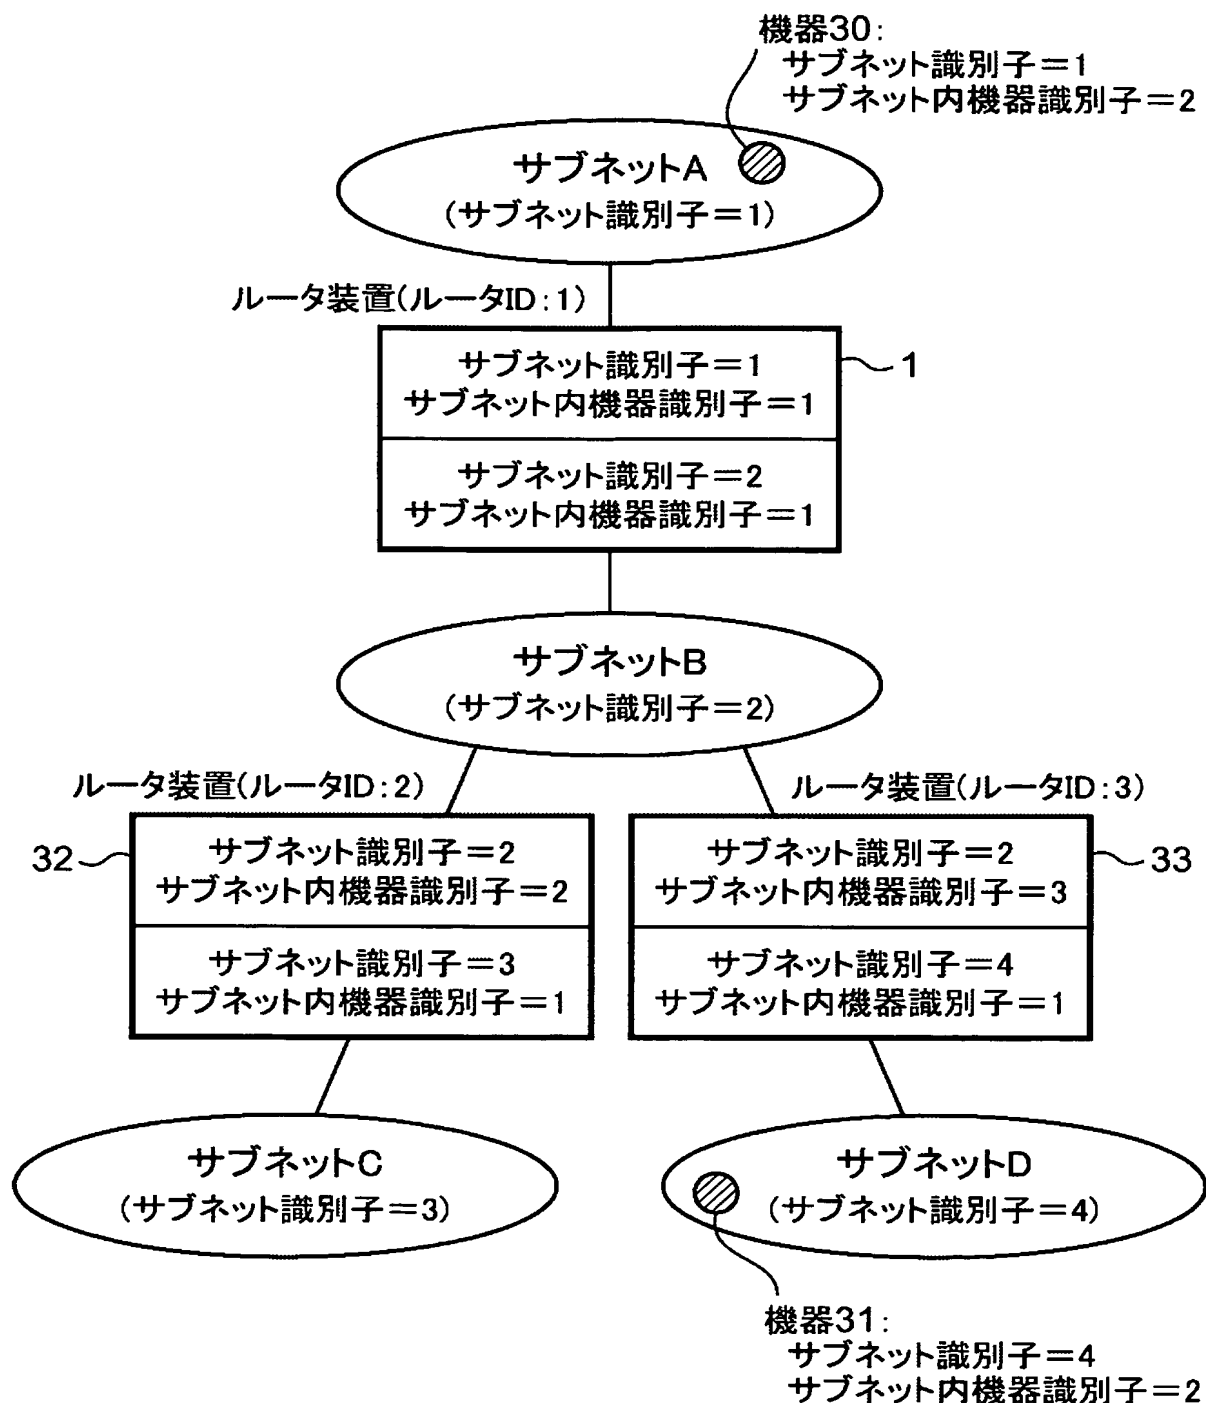 機器30:
サブネット識別子=1
サブネット内機器識別子=2
サブネットA
(サブネット識別子=1)
ルータ装置(ルータID:1)
サブネット識別子=1
サブネット内機器識別子=1
1
サブネット識別子=2
サブネット内機器識別子=1
サブネットB
(サブネット識別子=2)
ルータ装置(ルータID:2)
ルータ装置(ルータID:3)
32
サブネット識別子=2
サブネット内機器識別子=2
サブネット識別子=3
サブネット内機器識別子=1
サブネット識別子=2
サブネット内機器識別子=3
33
サブネット識別子=4
サブネット内機器識別子=1
サブネットC
(サブネット識別子=3)
サブネットD
(サブネット識別子=4)
機器31:
サブネット識別子=4
サブネット内機器識別子=2